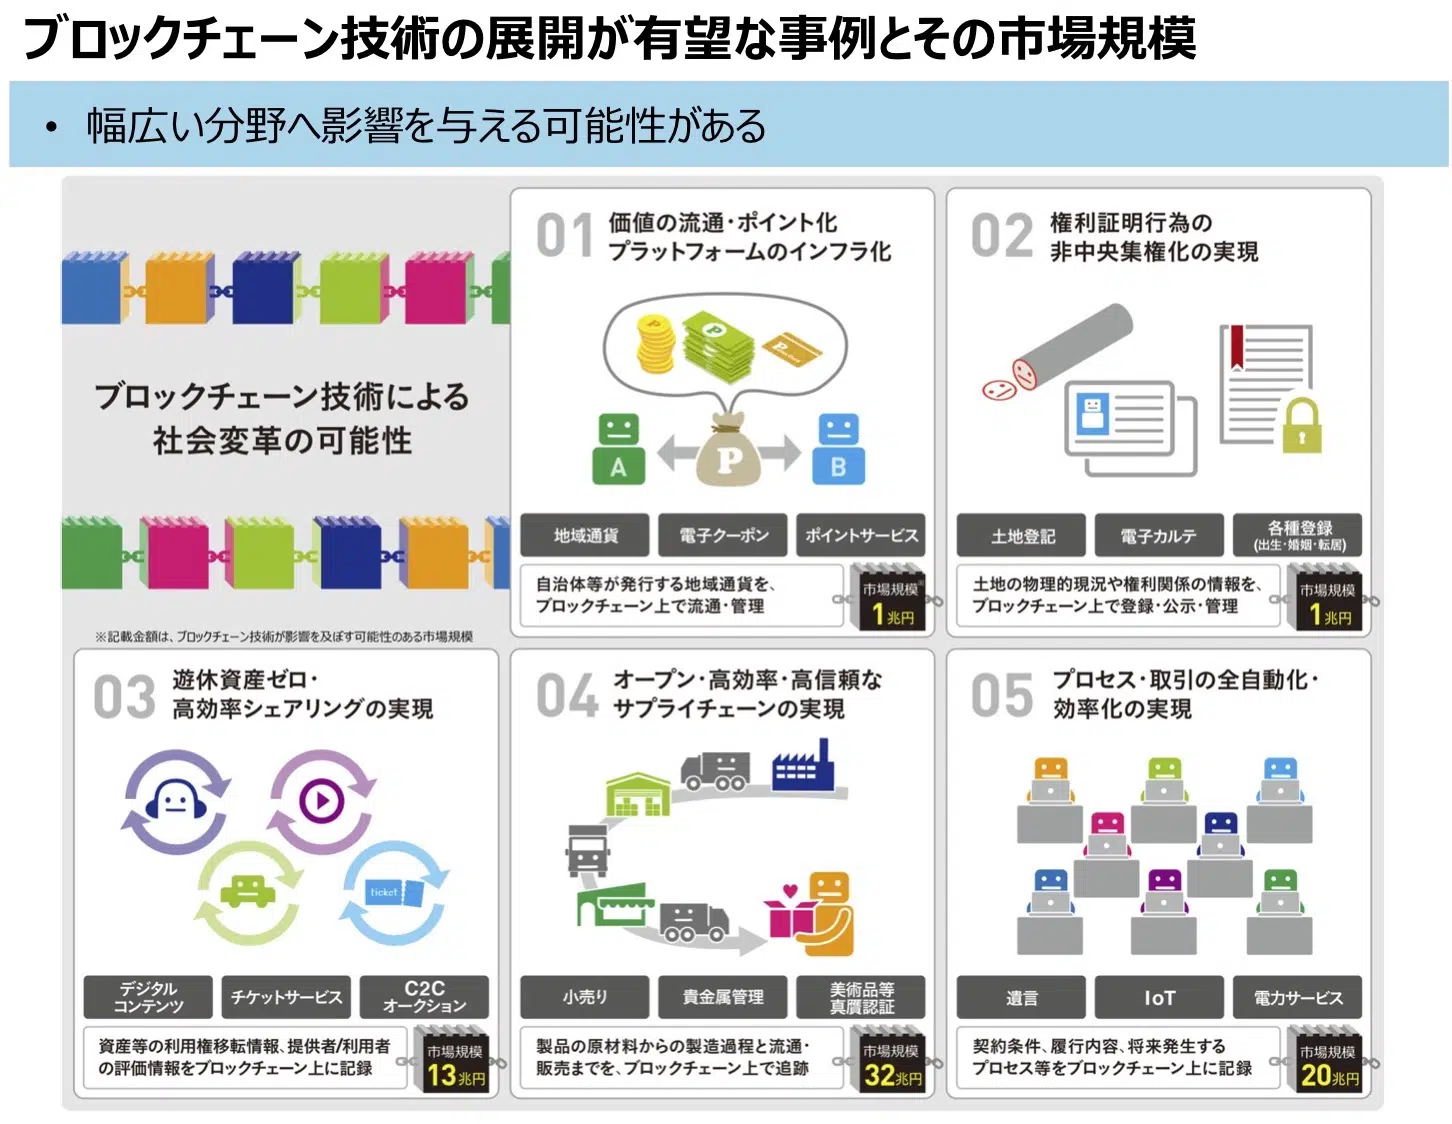 ブロックチェーン技術の展開が有望な事例とその市場規模
• 幅広い分野へ影響を与える可能性がある
ブロックチェーン技術による
社会変革の可能性
※記載金額は、ブロックチェーン技術が影響を及ぼす可能性のある市場規模
01 価値の流通・ポイント化
プラットフォームのインフラ化
P
P
P
A
P
B
地域通貨
電子クーポン
ポイントサービス
自治体等が発行する地域通貨を、
ブロックチェーン上で流通・管理
市場規模※
1兆円
02 権利証明行為の
非中央集権化の実現
土地登記
電子カルテ
各種登録
(出生・婚姻・転居)
土地の物理的現況や権利関係の情報を、
ブロックチェーン上で登録・公示・管理
市場規模
1兆円
03 遊休資産ゼロ・
高効率シェアリングの実現
ticket
デジタル
コンテンツ
チケットサービス
C2C
オークション
資産等の利用権移転情報、提供者/利用者
の評価情報をブロックチェーン上に記録
市場規模
13兆円
04 オープン・高効率・高信頼な
サプライチェーンの実現
小売り
貴金属管理
美術品等
真贋認証
製品の原材料からの製造過程と流通・
販売までを、ブロックチェーン上で追跡
市場規模
32兆円
05 プロセス・取引の全自動化・
効率化の実現
遺言
IoT
電力サービス
契約条件、履行内容、将来発生する
プロセス等をブロックチェーン上に記録
市場規模
20兆円